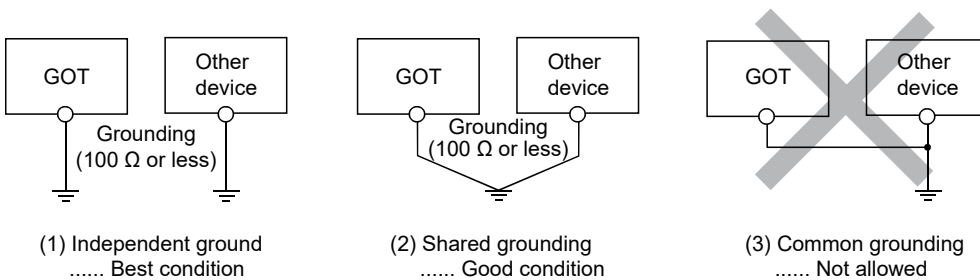 GOT
Other
device
Grounding
(100 Ω or less)
(1) Independent ground
...... Best condition
GOT
Other
device
Grounding
(100 Ω or less)
(2) Shared grounding
...... Good condition
GOT
Other
device
(3) Common grounding
...... Not allowed